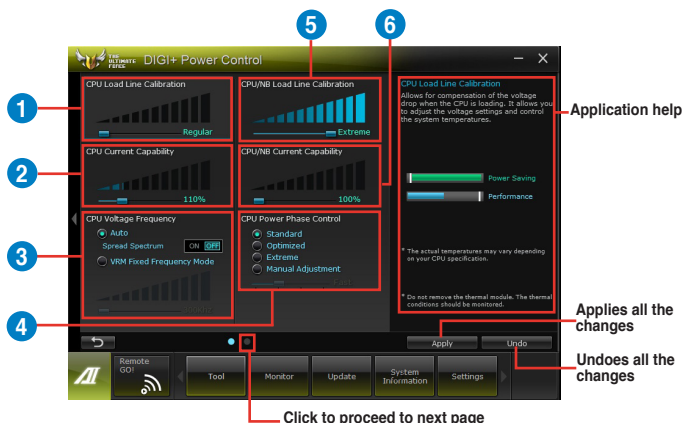 5
6
THE ULTIMATE FORCE
DIGI+ Power Control
1
CPU Load Line Calibration
Regular
CPU/NB Load Line Calibration
Extreme
CPU Load Line Calibration
Allows for compensation of the voltage
drop when the CPU is loading. It allows you
to adjust the voltage settings and control
the system temperatures.
Application help
2
CPU Current Capability
110%
CPU/NB Current Capability
100%
Power Saving
Performance
3
CPU Voltage Frequency
Auto
Spread Spectrum
ON OFF
VRM Fixed Frequency Mode
CPU Power Phase Control
Standard
Optimized
Extreme
Manual Adjustment
* The actual temperatures may vary depending
on your CPU specification.
* Do not remove the thermal module. The thermal
conditions should be monitored.
4
Apply
Undo
Applies all the
changes
Undoes all the
changes
Remote
GO!
Tool
Monitor
Update
System
Information
Settings
Click to proceed to next page